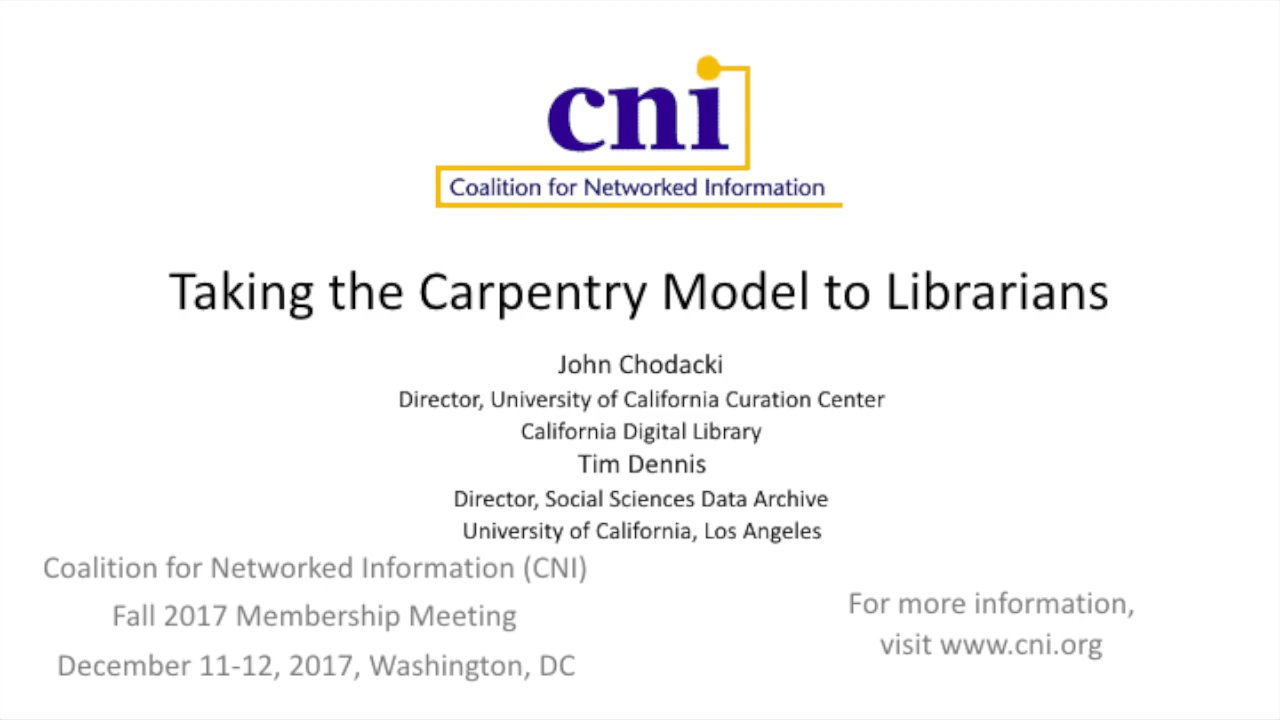 cni
Coalition for Networked Information
Taking the Carpentry Model to Librarians
John Chodacki
Director, University of California Curation Center
California Digital Library
Tim Dennis
Director, Social Sciences Data Archive
University of California, Los Angeles
Coalition for Networked Information (CNI)
Fall 2017 Membership Meeting
December 11-12, 2017, Washington, DC
For more information,
visit www.cni.org